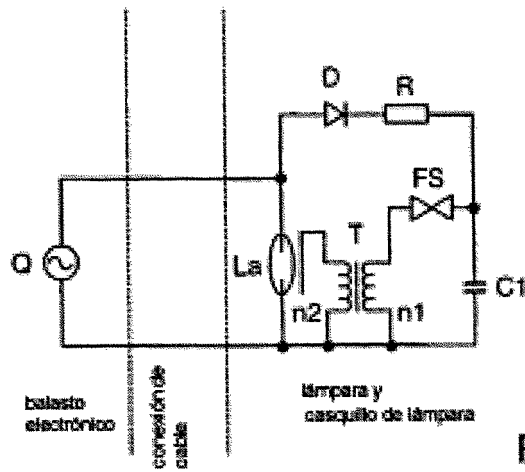 D
R
FS
Q
La
T
C1
n2
n1
balasto
electrónico
conexión de
cable
lámpara y
casquillo de lámpara